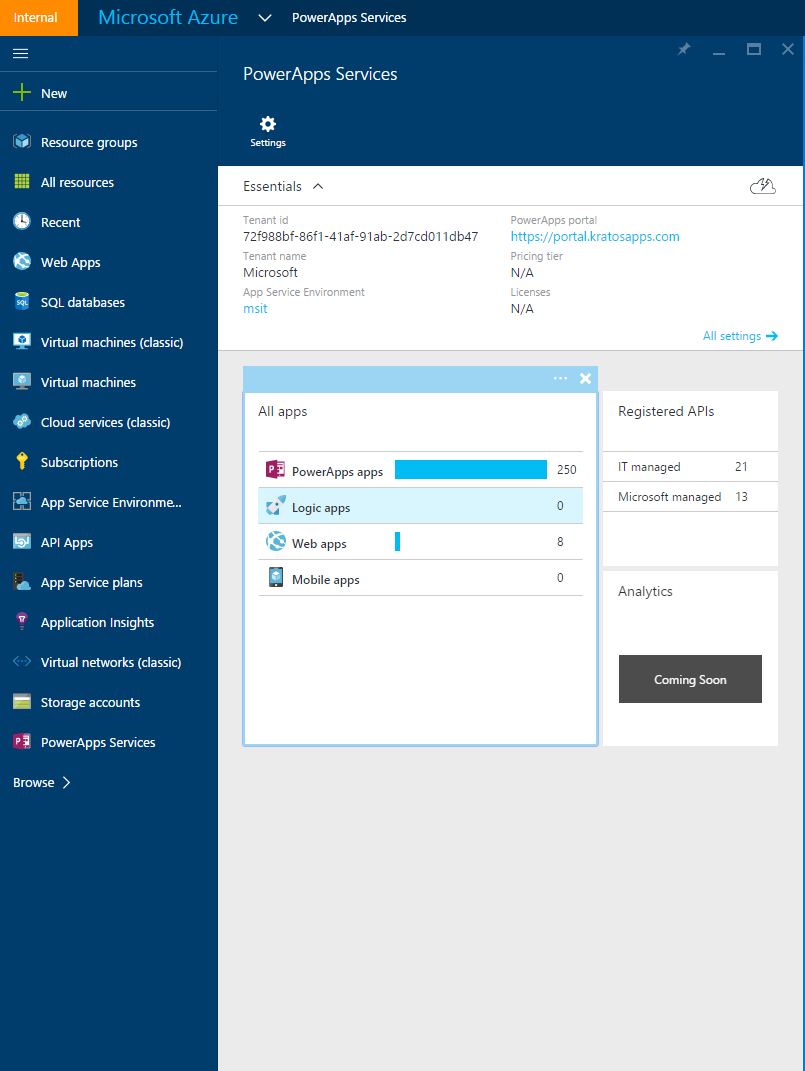 Internal
Microsoft Azure
PowerApps Services
New
Resource groups
All resources
Recent
Web Apps
SQL databases
Virtual machines (classic)
Virtual machines
Cloud services (classic)
Subscriptions
App Service Environme...
API Apps
App Service plans
Application Insights
Virtual networks (classic)
Storage accounts
PowerApps Services
Browse
PowerApps Services
Settings
Essentials
Tenant id
72f988bf-86f1-41af-91ab-2d7cd011db47
Tenant name
Microsoft
App Service Environment
msit
PowerApps portal
https://portal.kratosapps.com
Pricing tier
N/A
Licenses
N/A
All settings
All apps
PowerApps apps 250
Logic apps 0
Web apps 8
Mobile apps 0
Registered APIs
IT managed 21
Microsoft managed 13
Analytics
Coming Soon